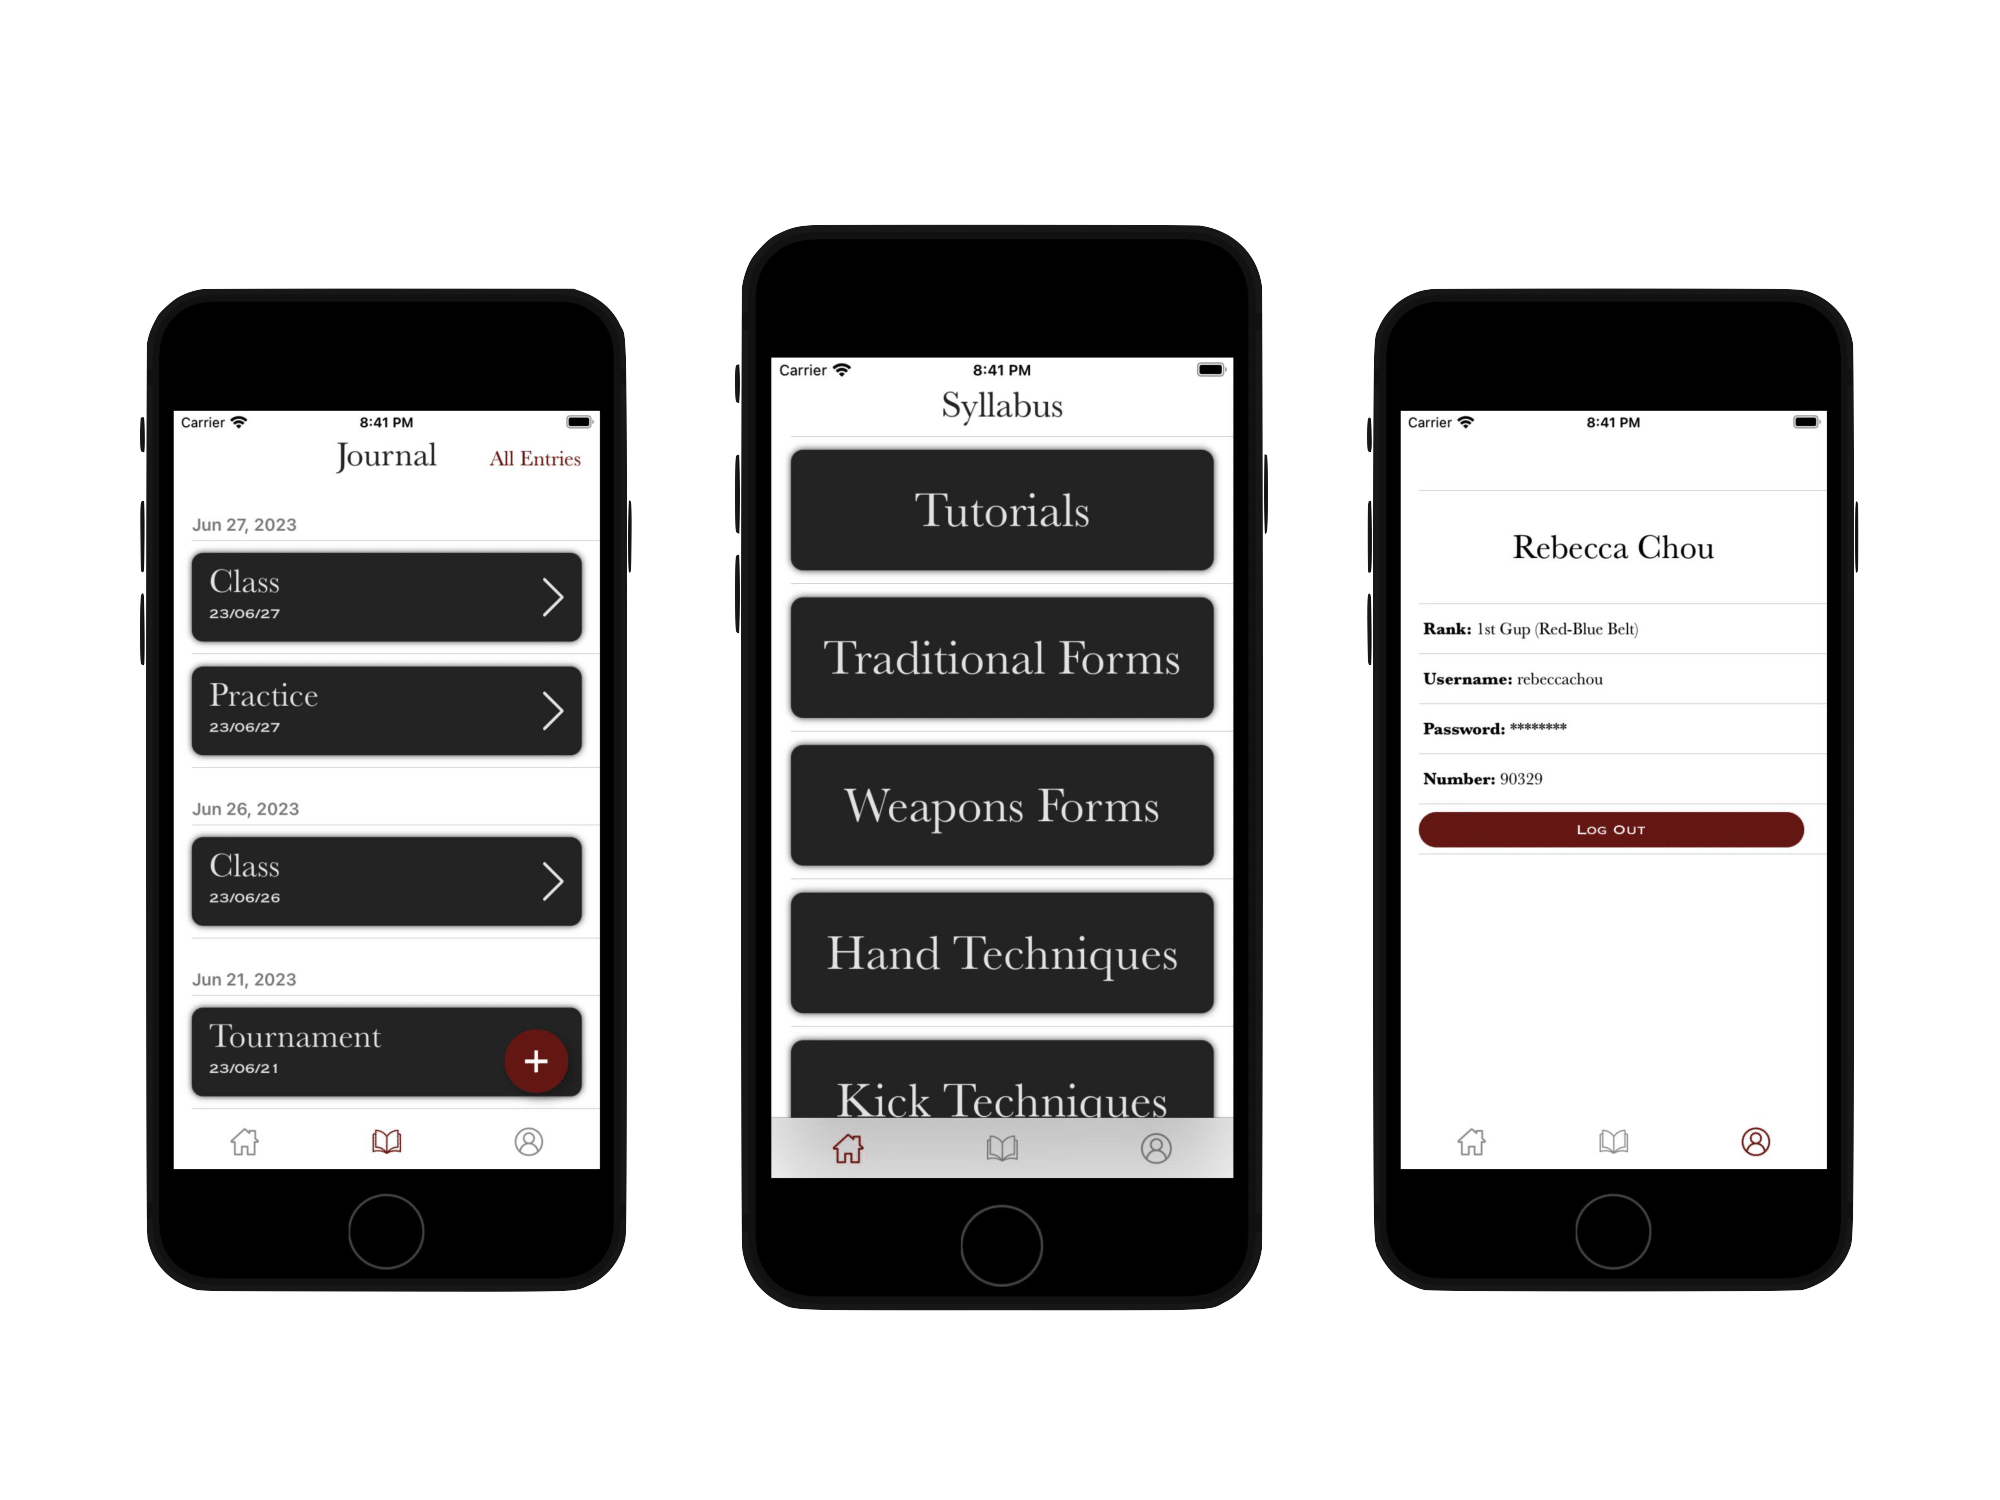 Carrier
8:41 PM
Journal
All Entries
Jun 27, 2023
Class
23/06/27
Practice
23/06/27
Jun 26, 2023
Class
23/06/26
Jun 21, 2023
Tournament
23/06/21
+
Carrier
8:41 PM
Syllabus
Tutorials
Traditional Forms
Weapons Forms
Hand Techniques
Kick Techniques
Carrier
8:41 PM
Rebecca Chou
Rank: 1st Gup (Red-Blue Belt)
Username: rebeccachou
Password: ********
Number: 90329
Log Out